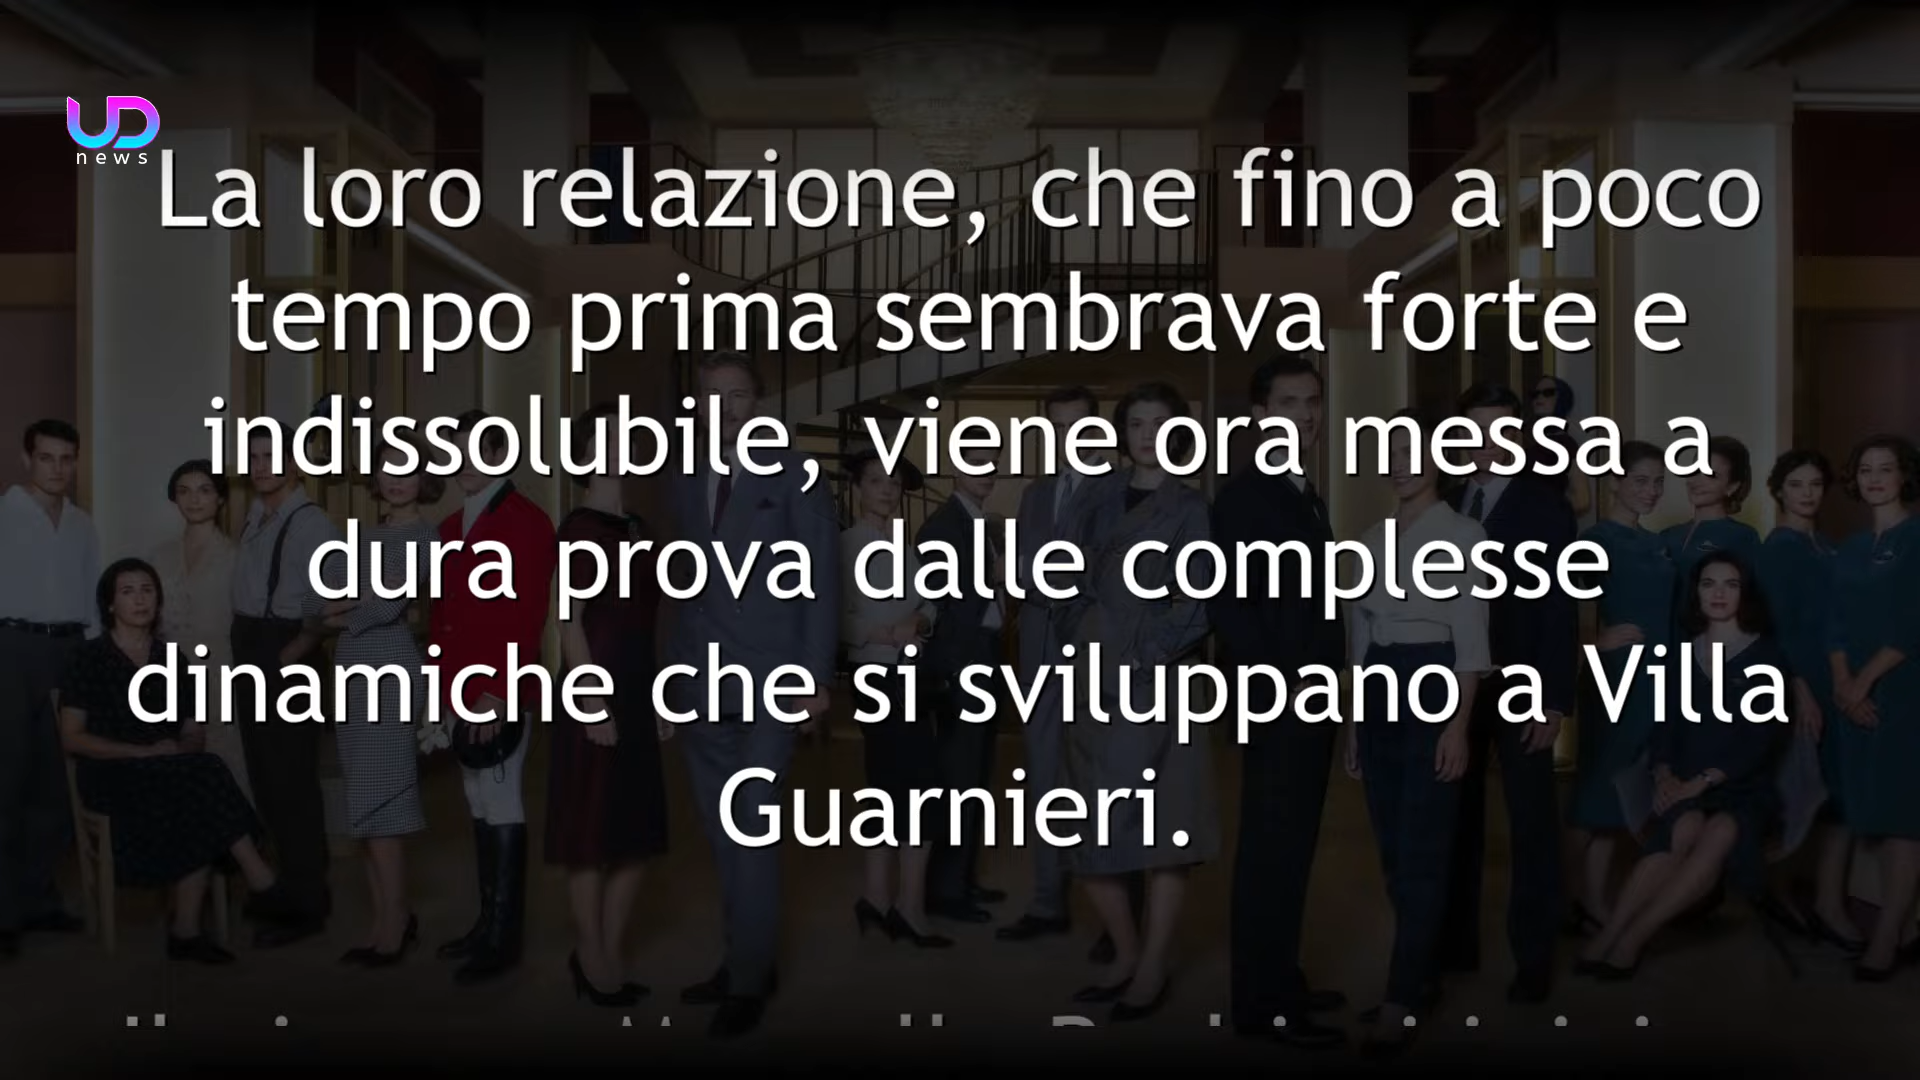 UD
news
La loro relazione, che fino a poco
tempo prima sembrava forte e
indissolubile, viene ora messa a
dura prova dalle complesse
dinamiche che si sviluppano a Villa
Guarnieri.